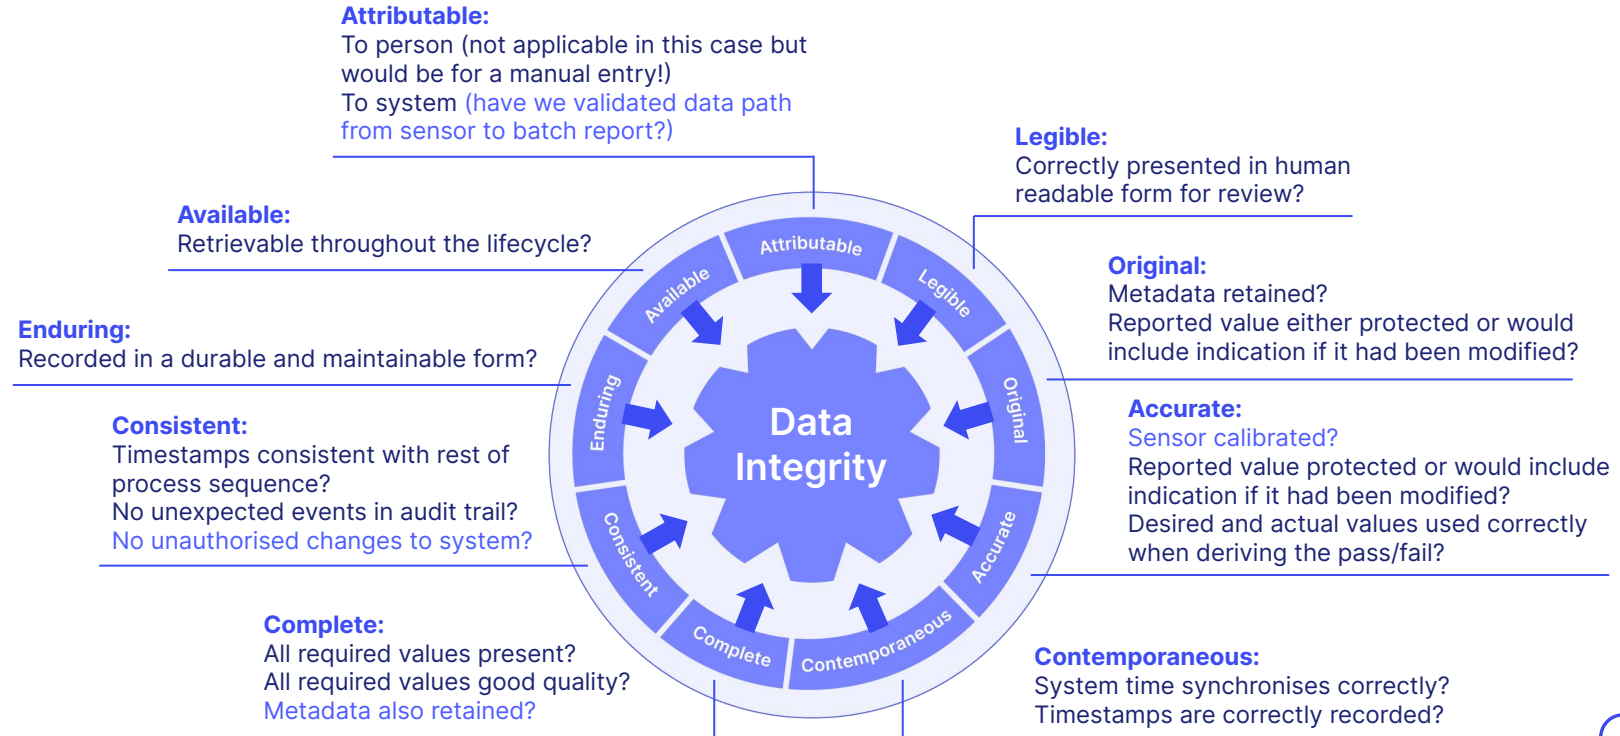 Attributable:
To person (not applicable in this case but
would be for a manual entry!)
To system (have we validated data path
from sensor to batch report?)
Legible:
Correctly presented in human
readable form for review?
Available:
Retrievable throughout the lifecycle?
Original:
Metadata retained?
Reported value either protected or would
include indication if it had been modified?
Enduring:
Recorded in a durable and maintainable form?
Accurate:
Sensor calibrated?
Reported value protected or would include
indication if it had been modified?
Desired and actual values used correctly
when deriving the pass/fail?
Consistent:
Timestamps consistent with rest of
process sequence?
No unexpected events in audit trail?
No unauthorised changes to system?
Complete:
All required values present?
All required values good quality?
Metadata also retained?
Contemporaneous:
System time synchronises correctly?
Timestamps are correctly recorded?
Attributable
Legible
Original
Accurate
Contemporaneous
Complete
Consistent
Enduring
Available
Data
Integrity